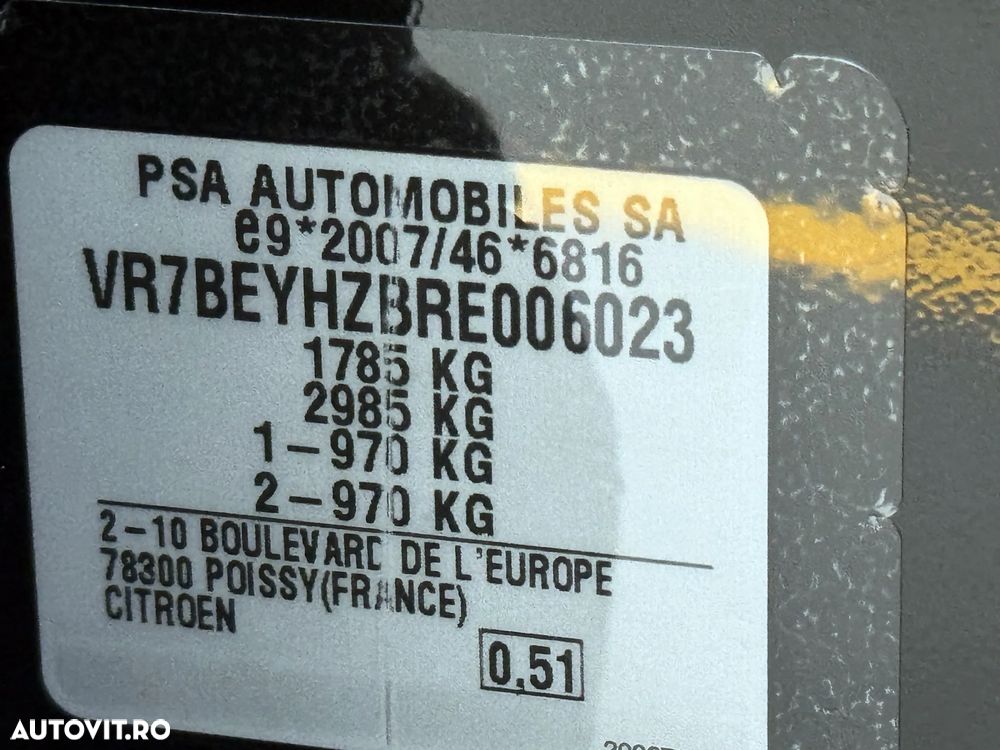 PSA AUTOMOBILES SA
e9*2007/46*6816
VR7BEYHZBRE006023
1785 KG
2985 KG
1-970 KG
2-970 KG
2-10 BOULEVARD DE L'EUROPE
78300 POISSY(FRANCE)
CITROEN
0.51
AUTOVIT.RO